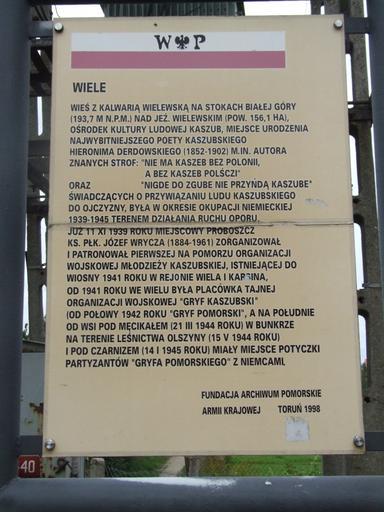 W P
WIELE
WIEŚ Z KALWARIĄ WIELEWSKĄ NA STOKACH BIAŁEJ GÓRY
(193,7 M N.P.M.) NAD JEŹ. WIELEWSKIM (POW. 156,1 HA),
OŚRODEK KULTURY LUDOWEJ KASZUB, MIEJSCE URODZENIA
NAJWYBITNIEJSZEGO POETY KASZUBSKIEGO
HIERONIMA DERDOWSKIEGO (1852-1902) M.IN. AUTORA
ZNANYCH STROF: "NIE MA KASZEB BEZ POLONII,
A BEZ KASZEB POLŚCZI"
ORAZ "NIGDE DO ZGUBE NIE PRZYNDĄ KASZUBE"
ŚWIADCZĄCYCH O PRZYWIĄZANIU LUDU KASZUBSKIEGO
DO OJCZYZNY, BYŁA W OKRESIE OKUPACJI NIEMIECKIEJ
1939-1945 TERENEM DZIAŁANIA RUCHU OPORU.
JUŻ 11 XI 1939 ROKU MIEJSCOWY PROBOSZCZ
KS. PŁK. JÓZEF WRYCZA (1884-1961) ZORGANIZOWAŁ
I PATRONOWAŁ PIERWSZEJ NA POMORZU ORGANIZACJI
WOJSKOWEJ MŁODZIEŻY KASZUBSKIEJ, ISTNIEJĄCEJ DO
WIOSNY 1941 ROKU W REJONIE WIELA I KARSINA,
OD 1941 ROKU WE WIELU BYŁA PLACÓWKA TAJNEJ
ORGANIZACJI WOJSKOWEJ "GRYF KASZUBSKI"
(OD POŁOWY 1942 ROKU "GRYF POMORSKI", A NA POŁUDNIE
OD WSI POD MĘCIKAŁEM (21 III 1944 ROKU) W BUNKRZE
NA TERENIE LEŚNICTWA OLSZYNY (15 V 1944 ROKU)
I POD CZARNIŻEM (14 I 1945 ROKU) MIAŁY MIEJSCE POTYCZKI
PARTYZANTÓW "GRYFA POMORSKIEGO" Z NIEMCAMI.
FUNDACJA ARCHIWUM POMORSKIE
ARMII KRAJOWEJ TORUŃ 1998
40